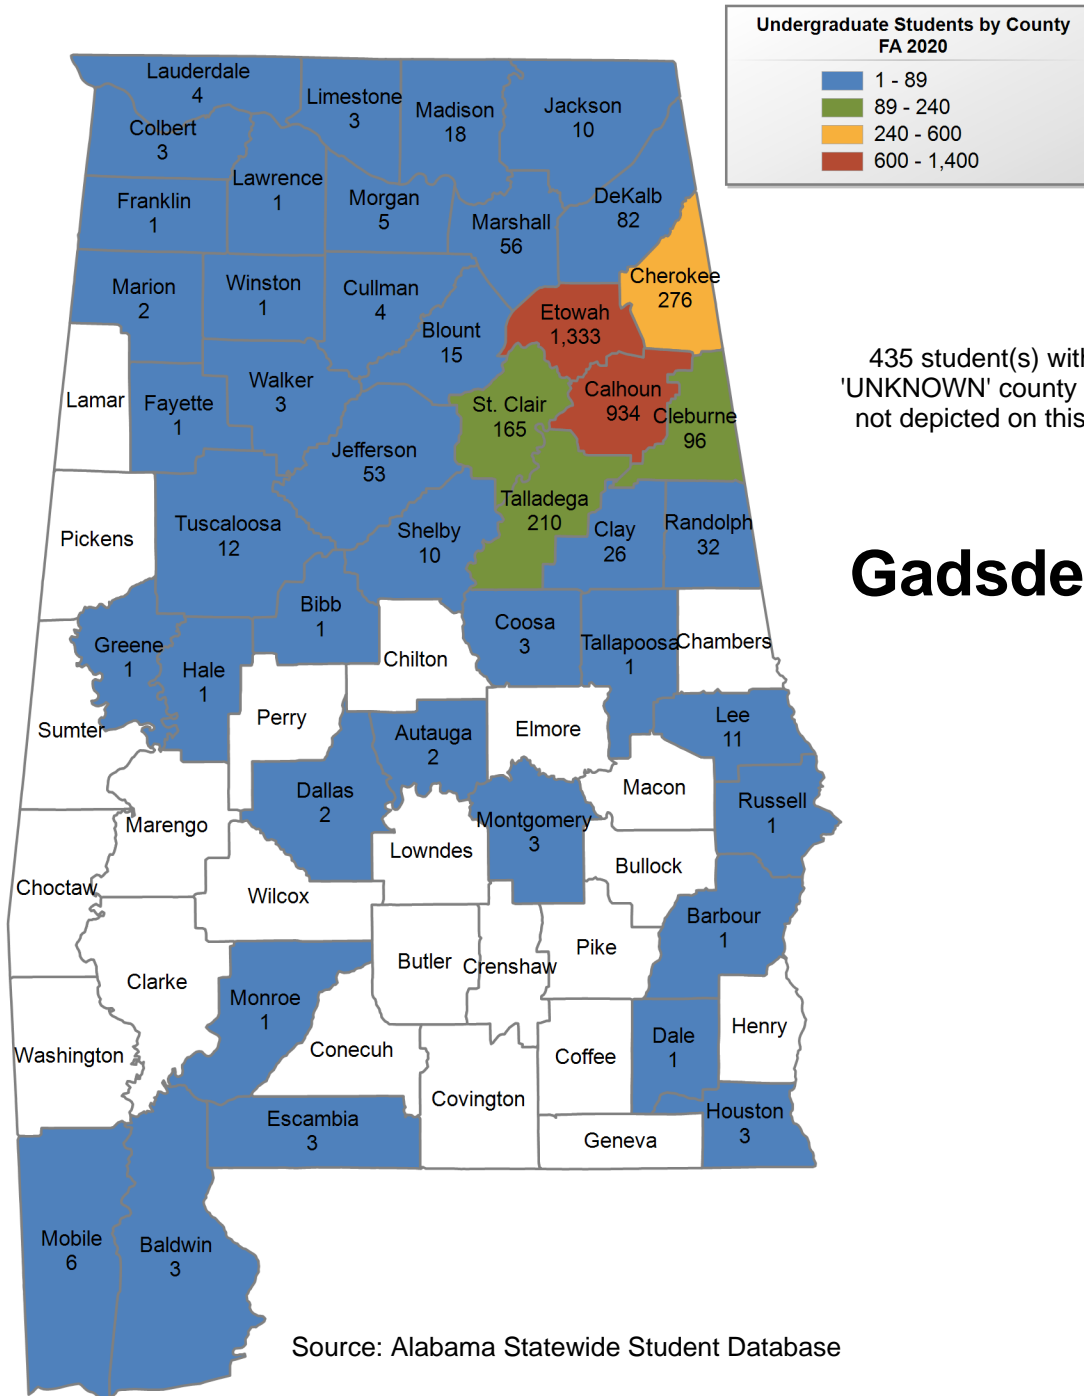 Undergraduate Students by County
FA 2020
1 - 89
89 - 240
240 - 600
600 - 1,400
Lauderdale
4
Limestone
3
Madison
18
Jackson
10
Colbert
3
Lawrence
1
Franklin
1
Morgan
5
Marshall
56
DeKalb
82
Cherokee
276
Marion
2
Winston
1
Cullman
4
Blount
15
Etowah
1,333
Lamar
Fayette
1
Walker
3
St. Clair
165
Calhoun
934
Cleburne
96
435 student(s) with
'UNKNOWN' county
not depicted on this
Jefferson
53
Talladega
210
Pickens
Tuscaloosa
12
Shelby
10
Clay
26
Randolph
32
Gadsde
Bibb
1
Greene
1
Hale
1
Chilton
Coosa
3
Tallapoosa
1
Chambers
Sumter
Perry
Autauga
2
Elmore
Lee
11
Dallas
2
Macon
Russell
1
Marengo
Lowndes
Montgomery
3
Bullock
Choctaw
Wilcox
Barbour
1
Clarke
Butler
Crenshaw
Pike
Monroe
1
Washington
Conecuh
Coffee
Dale
1
Henry
Covington
Escambia
3
Geneva
Houston
3
Mobile
6
Baldwin
3
Source: Alabama Statewide Student Database